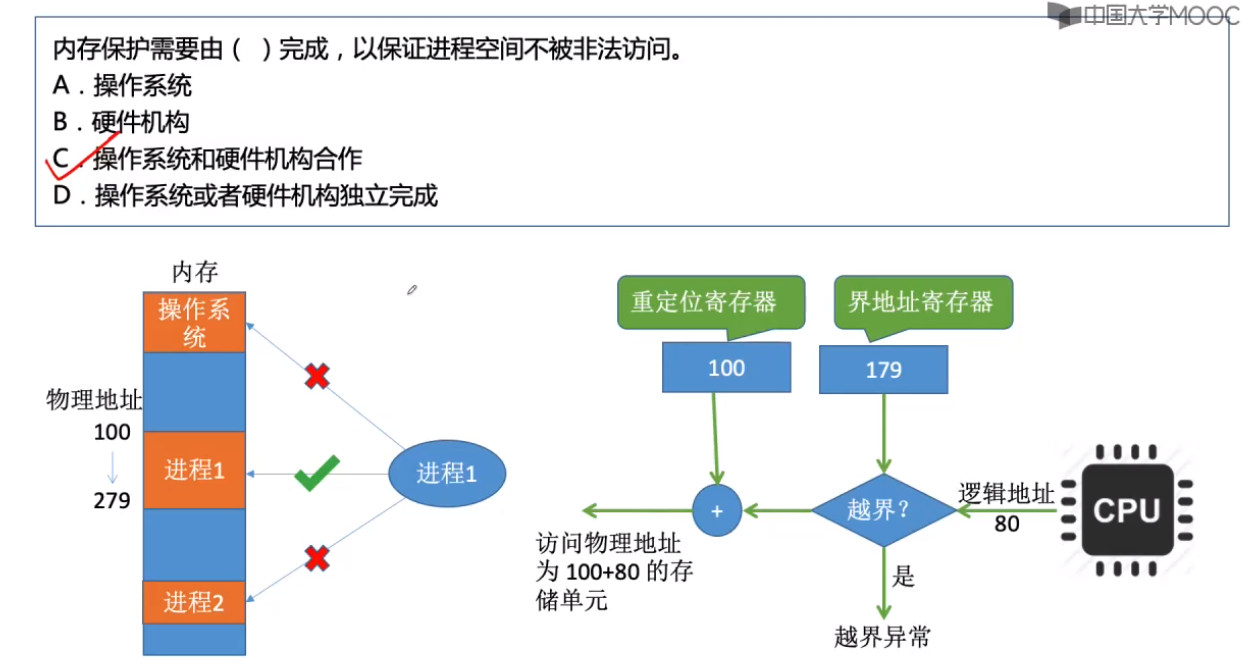 中国大学MOOC
内存保护需要由（ ）完成，以保证进程空间不被非法访问。
A．操作系统
B．硬件机构
C．操作系统和硬件机构合作
D．操作系统或者硬件机构独立完成
内存
操作系
统
物理地址
100
279
进程1
进程2
进程1
重定位寄存器
界地址寄存器
100
179
+
越界？
逻辑地址
80
CPU
访问物理地址
为 100+80 的存
储单元
是
越界异常